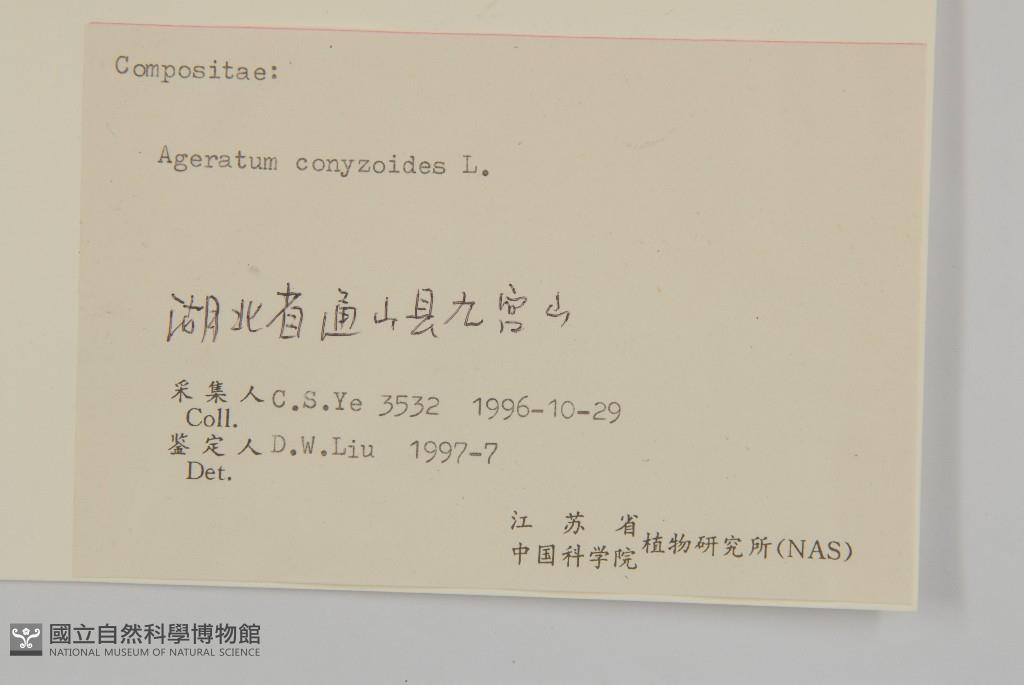 Compositae:
Ageratum conyzoides L.
湖北省通山县九宫山
采集人 C.S.Ye 3532 1996-10-29
Coll.
鉴定人 D.W.Liu 1997-7
Det.
江苏省
中国科学院 植物研究所(NAS)
國立自然科學博物館
NATIONAL MUSEUM OF NATURAL SCIENCE